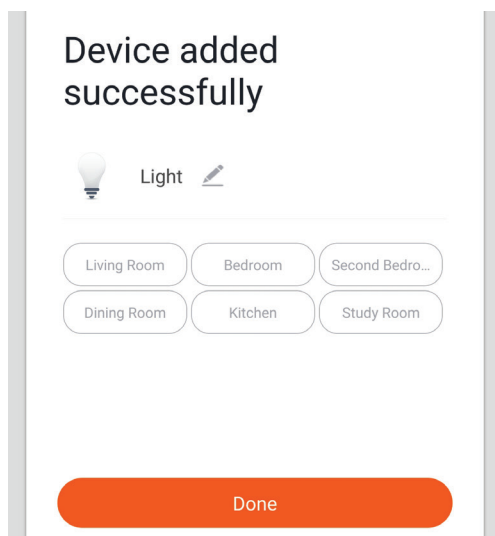 Device added
successfully
Light
Living Room
Bedroom
Second Bedro...
Dining Room
Kitchen
Study Room
Done